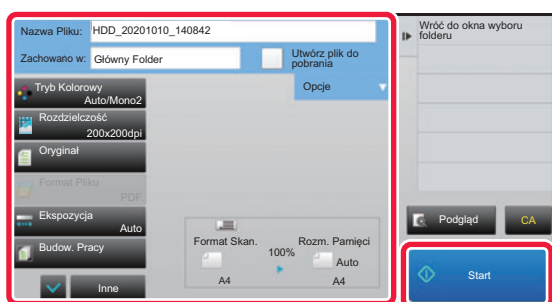 Nazwa Pliku: HDD_20201010_140842
Zachowano w: Główny Folder
Utwórz plik do
pobrania
Opcje
Tryb Kolorowy
Auto/Mono2
Rozdzielczość
200x200dpi
Oryginał
Format Pliku
PDF
Ekspozycja
Auto
Budow. Pracy
Inne
Format Skan.
A4
100%
Rozm. Pamięci
Auto
A4
Wróć do okna wyboru
folderu
Podgląd
CA
Start